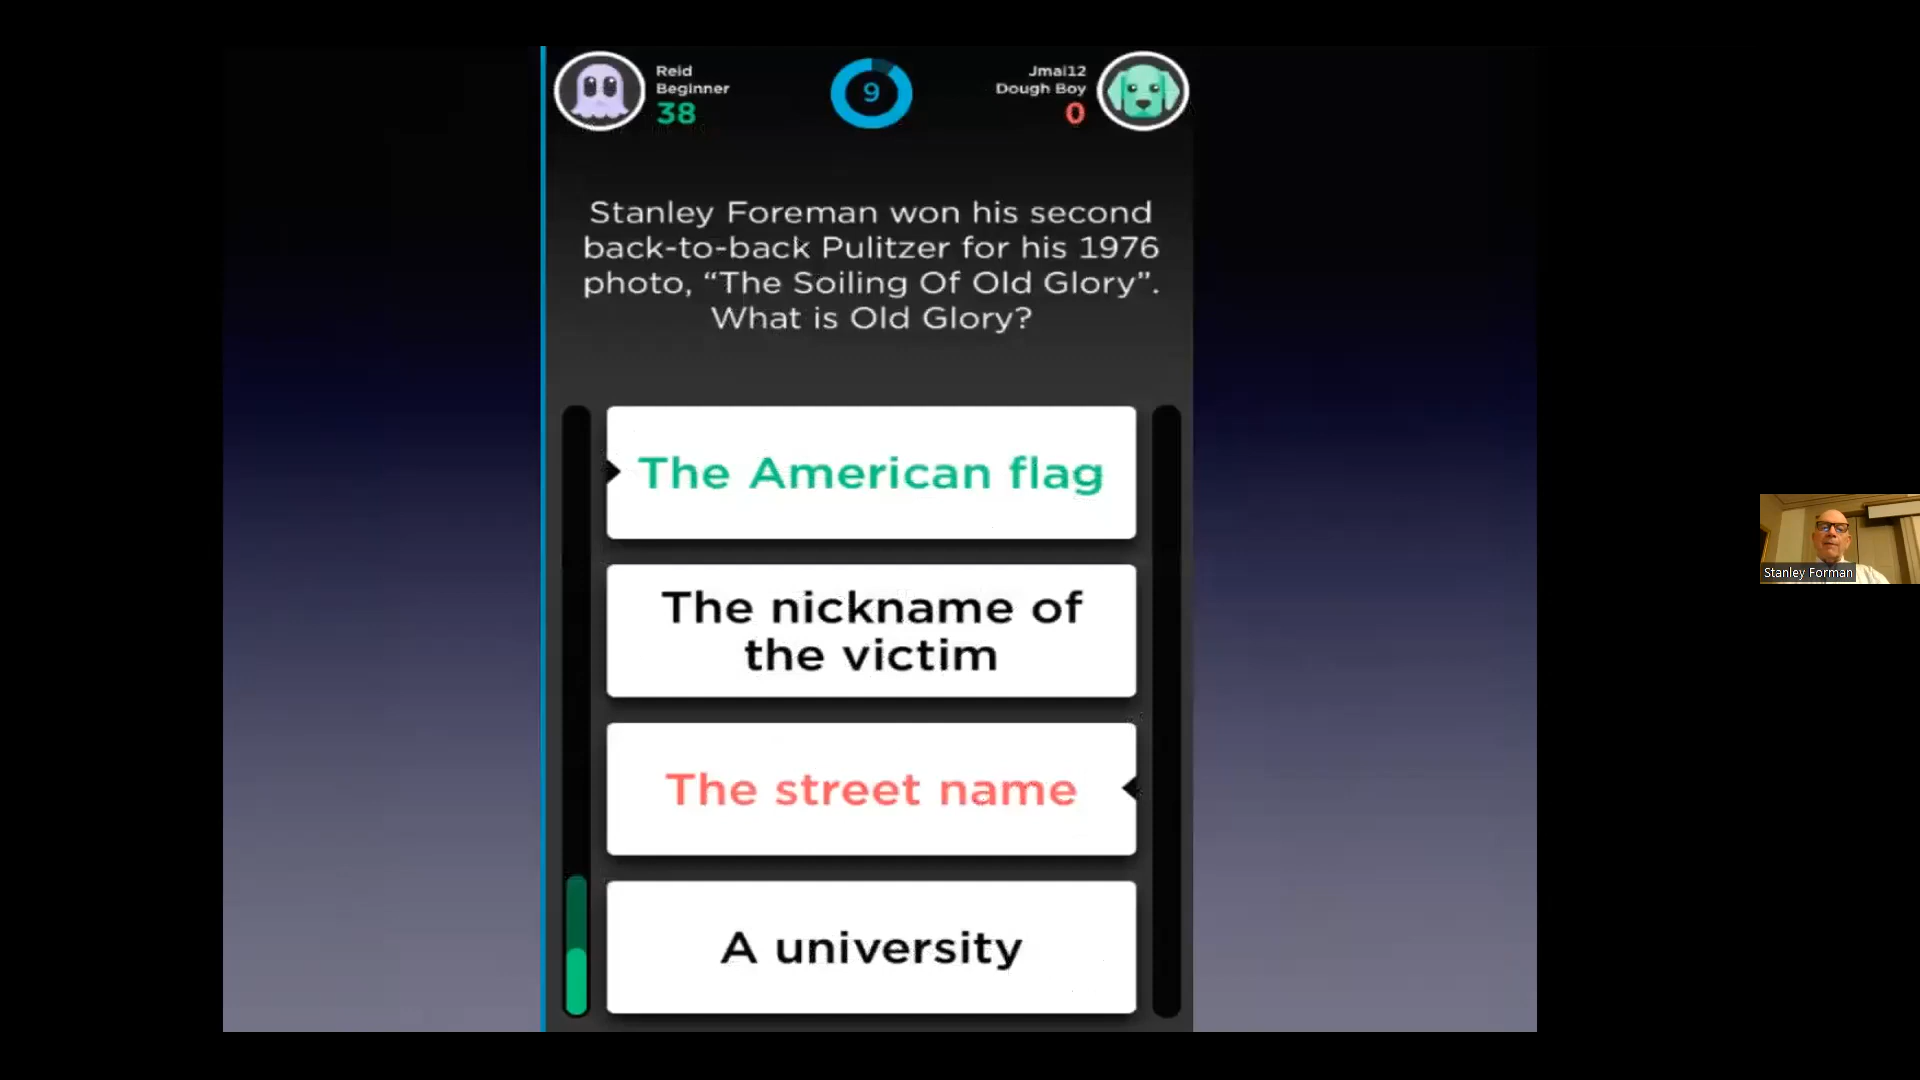 Reid
Beginner
38
9
Jmai12
Dough Boy
0
Stanley Foreman won his second
back-to-back Pulitzer for his 1976
photo, “The Soiling Of Old Glory”.
What is Old Glory?
The American flag
The nickname of
the victim
The street name
A university
Stanley Forman